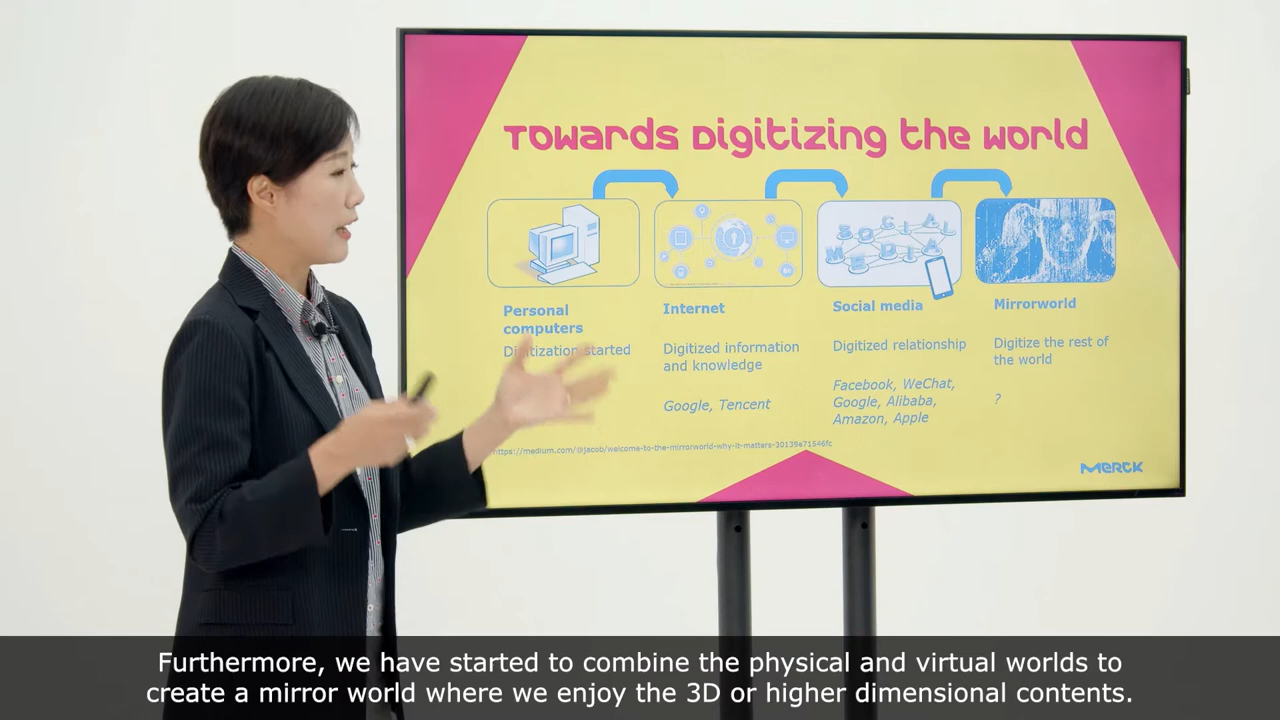 Towards Digitizing the world
SOCIAL
MEDIA
Personal
computers
Digitization started
Internet
Digitized information
and knowledge
Google, Tencent
Social media
Digitized relationship
Facebook, WeChat,
Google, Alibaba,
Amazon, Apple
Mirrorworld
Digitize the rest of
the world
?
https://medium.com/@jacob/welcome-to-the-mirrorworld-why-it-matters-30139e71546fc
MERCK
Furthermore, we have started to combine the physical and virtual worlds to
create a mirror world where we enjoy the 3D or higher dimensional contents.